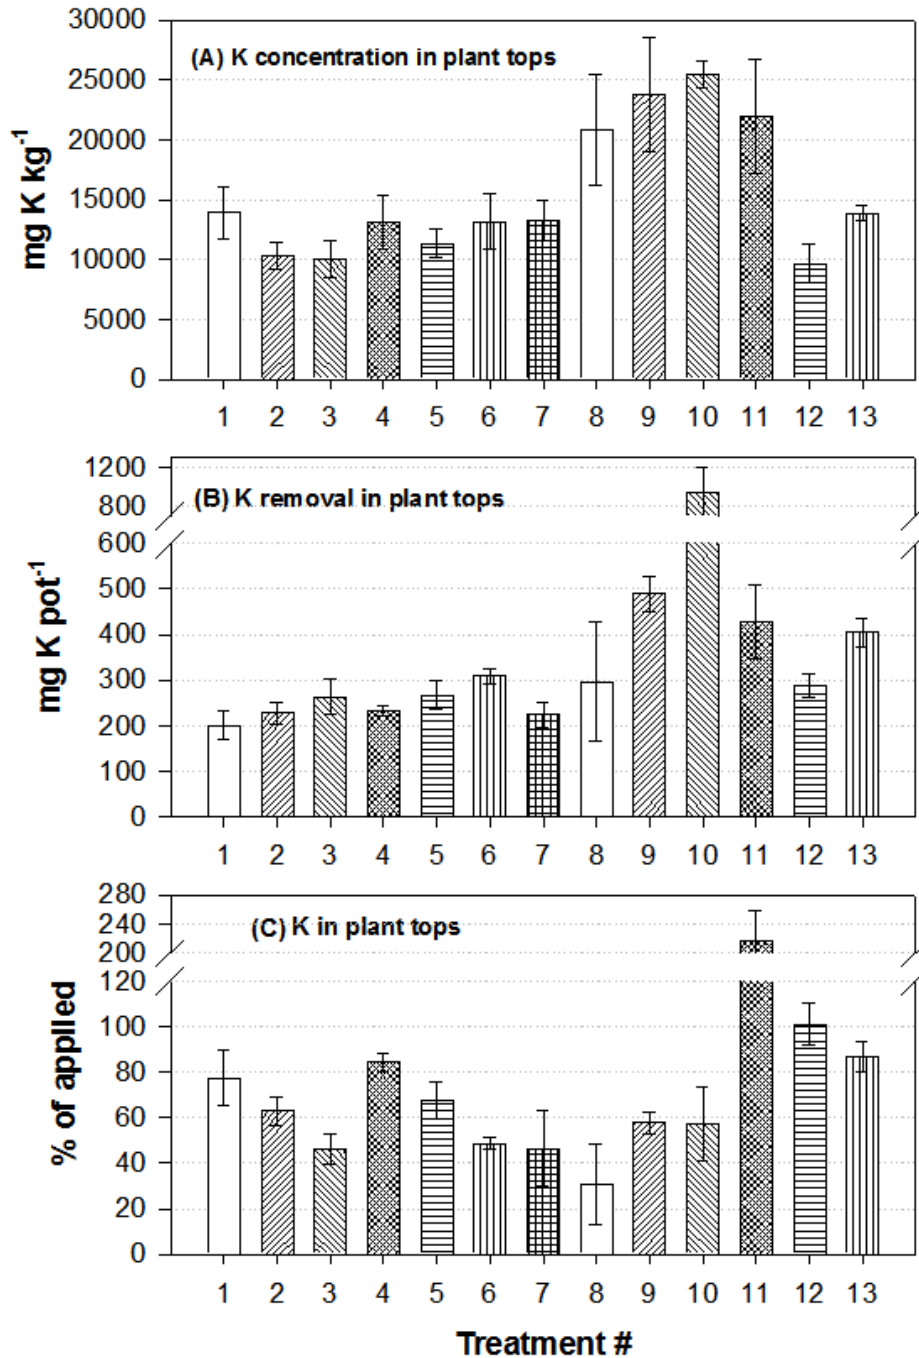 (A) K concentration in plant tops
mg K kg-1
30000
25000
20000
15000
10000
5000
0
1 2 3 4 5 6 7 8 9 10 11 12 13
(B) K removal in plant tops
mg K pot-1
1200
800
600
500
400
300
200
100
0
1 2 3 4 5 6 7 8 9 10 11 12 13
(C) K in plant tops
% of applied
280
240
200
120
100
80
60
40
20
0
1 2 3 4 5 6 7 8 9 10 11 12 13
Treatment #